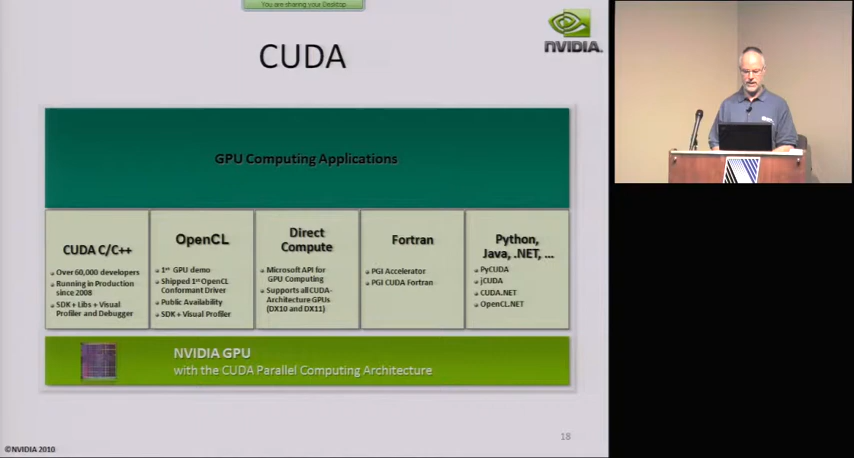 You are sharing your Desktop
NVIDIA.
CUDA
GPU Computing Applications
CUDA C/C++
Over 60,000 developers
Running in Production
since 2008
SDK + Libs + Visual
Profiler and Debugger
OpenCL
1st GPU demo
Shipped 1st OpenCL
Conformant Driver
Public Availability
SDK + Visual Profiler
Direct
Compute
Microsoft API for
GPU Computing
Supports all CUDA-
Architecture GPUs
(DX10 and DX11)
Fortran
PGI Accelerator
PGI CUDA Fortran
Python,
Java, .NET, ...
PyCUDA
jCUDA
CUDA.NET
OpenCL.NET
NVIDIA GPU
with the CUDA Parallel Computing Architecture
18
©NVIDIA 2010